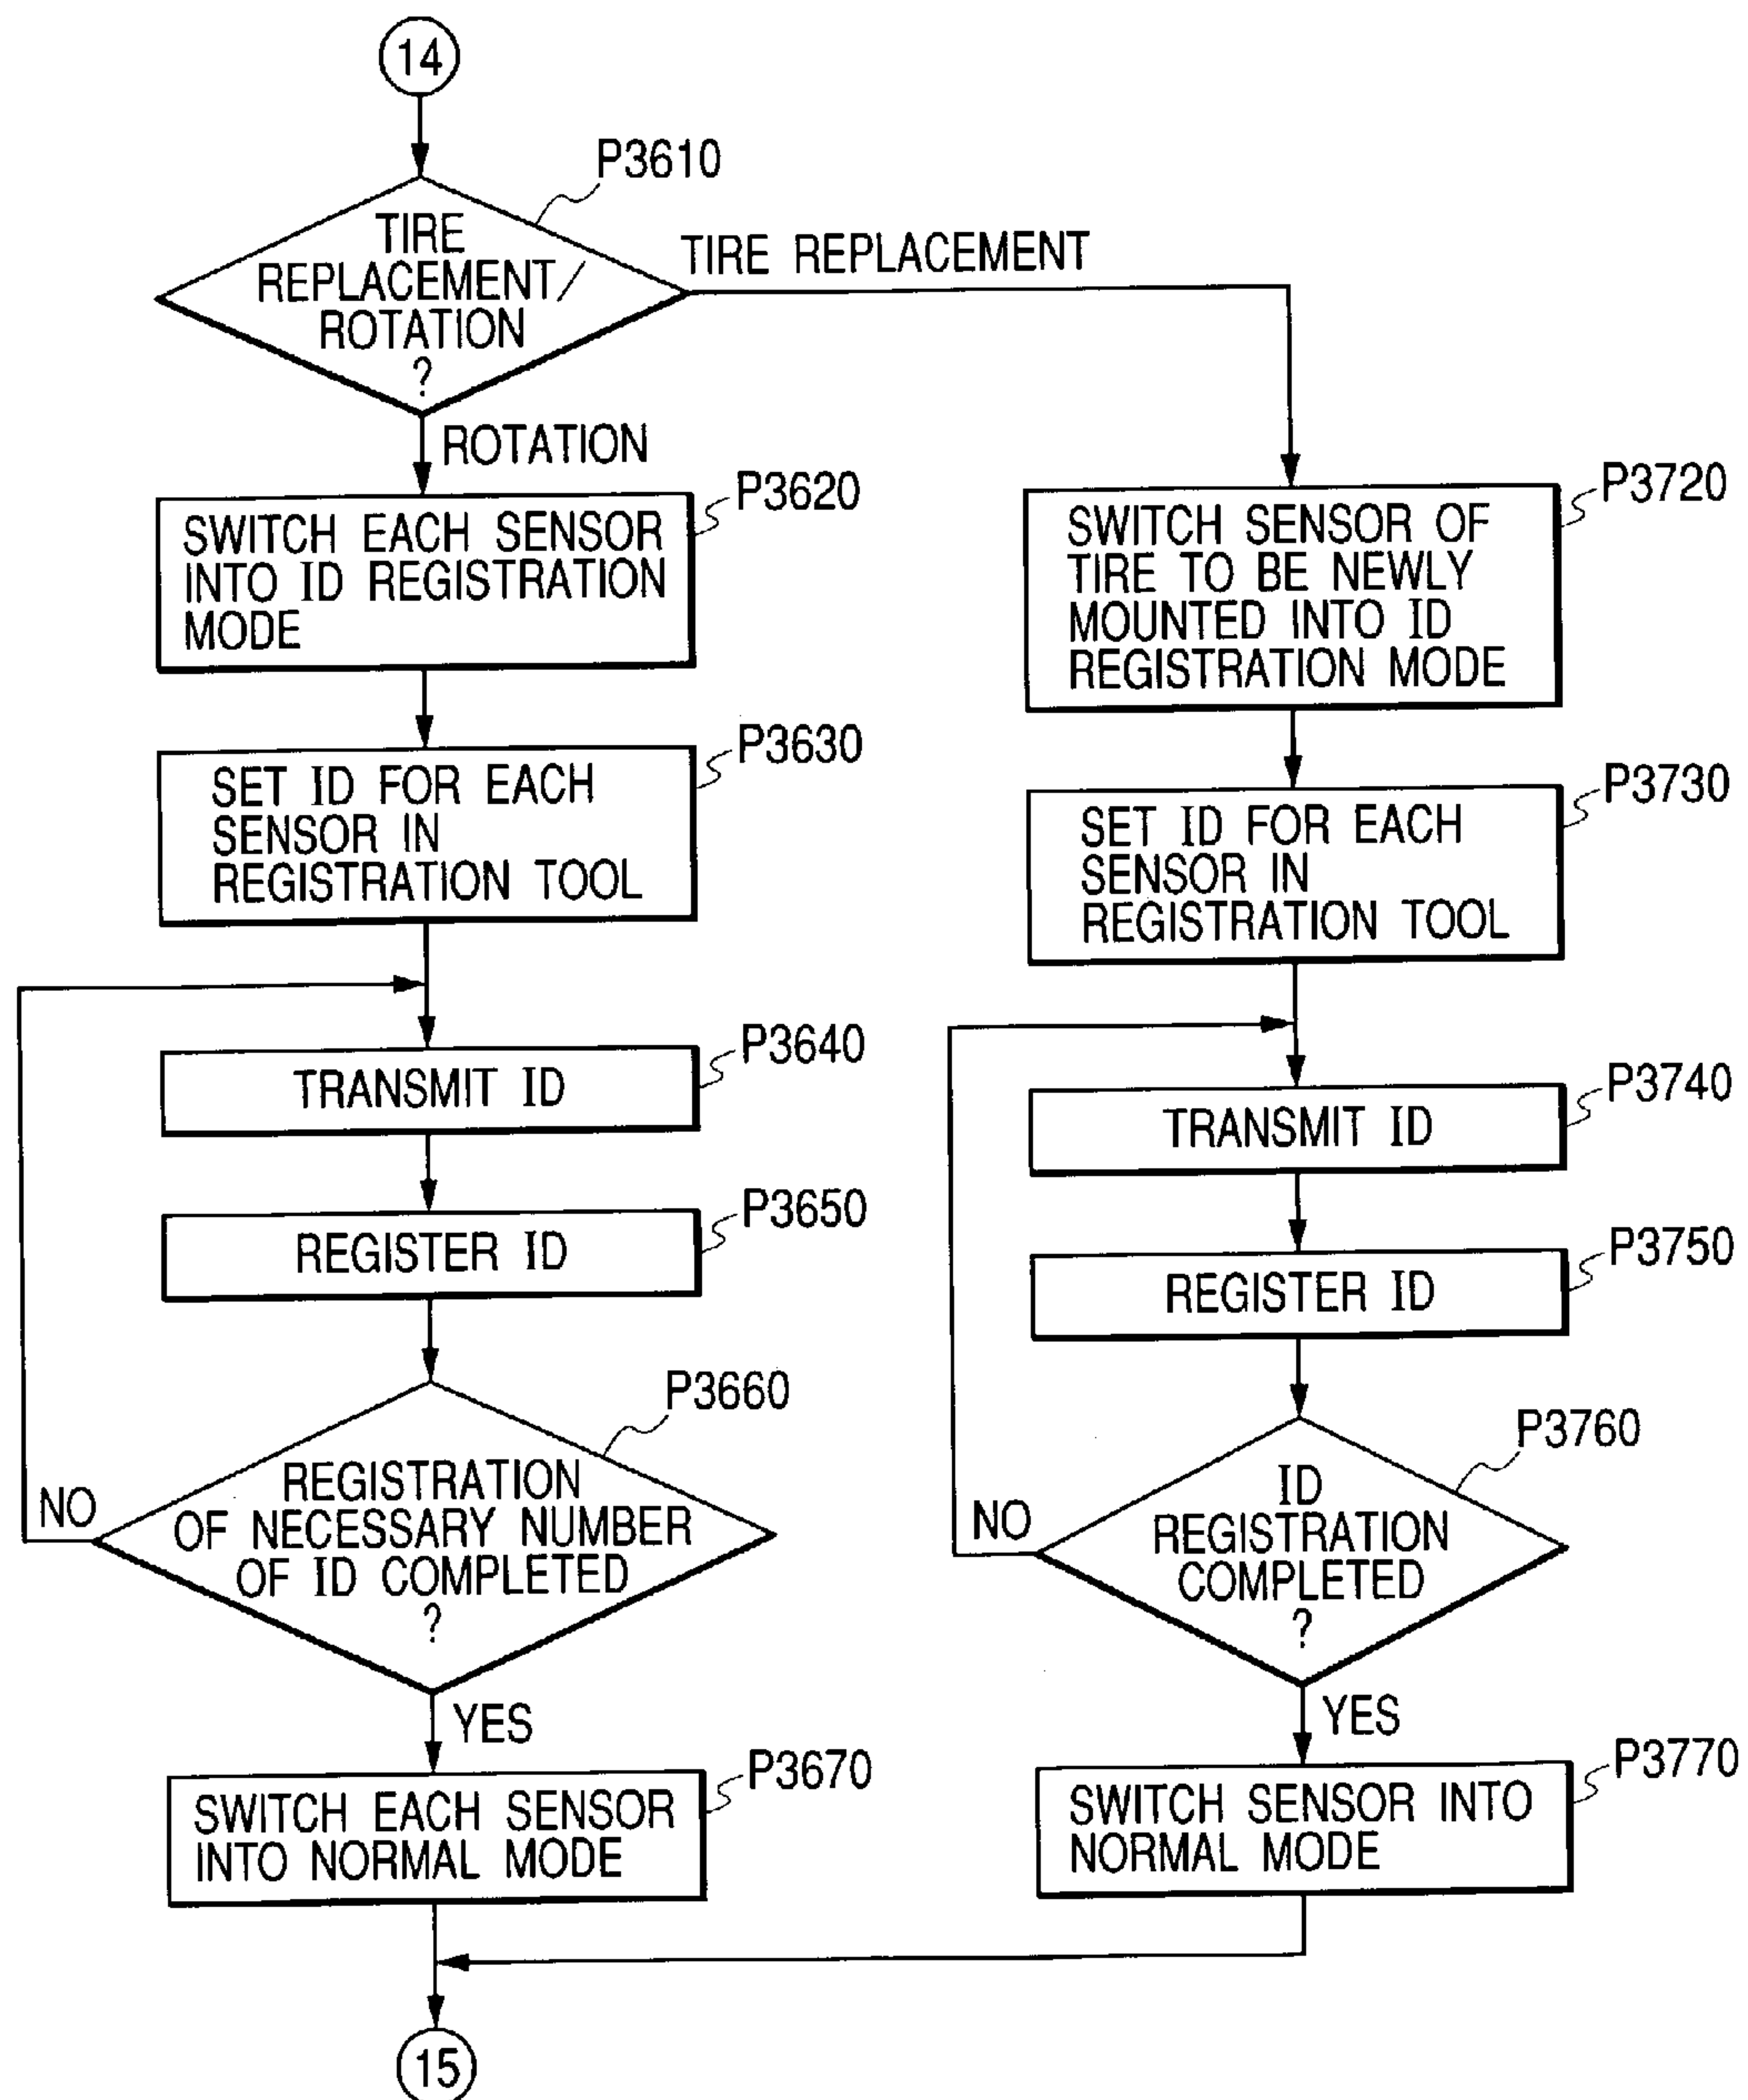 14
P3610
TIRE
REPLACEMENT/
ROTATION
?
TIRE REPLACEMENT
ROTATION
P3620
SWITCH EACH SENSOR
INTO ID REGISTRATION
MODE
P3630
SET ID FOR EACH
SENSOR IN
REGISTRATION TOOL
P3640
TRANSMIT ID
P3650
REGISTER ID
P3660
REGISTRATION
OF NECESSARY NUMBER
OF ID COMPLETED
?
NO
YES
P3670
SWITCH EACH SENSOR
INTO NORMAL MODE
P3720
SWITCH SENSOR OF
TIRE TO BE NEWLY
MOUNTED INTO ID
REGISTRATION MODE
P3730
SET ID FOR EACH
SENSOR IN
REGISTRATION TOOL
P3740
TRANSMIT ID
P3750
REGISTER ID
P3760
ID
REGISTRATION
COMPLETED
?
NO
YES
P3770
SWITCH SENSOR INTO
NORMAL MODE
15